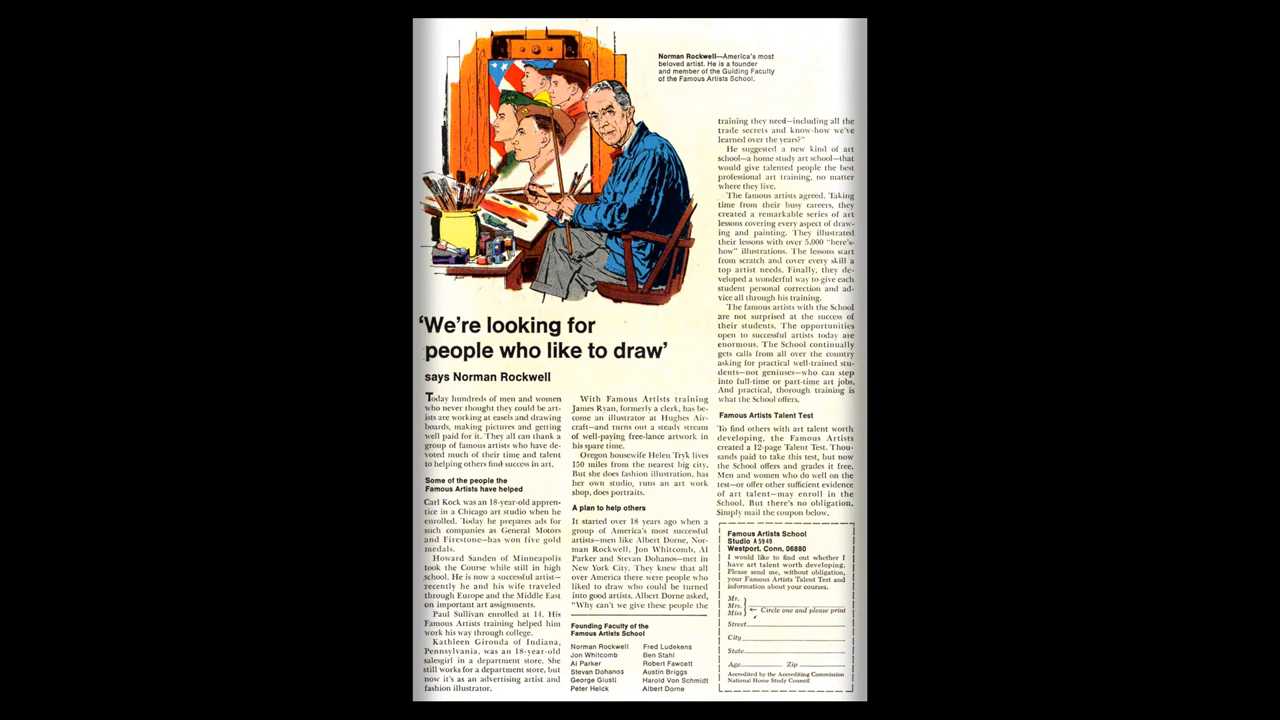 Norman Rockwell—America's most
beloved artist. He is a founder
and member of the Guiding Faculty
of the Famous Artists School.
'We're looking for
people who like to draw'
says Norman Rockwell
Today hundreds of men and women
who never thought they could be art-
ists are working at easels and drawing
boards, making pictures and getting
well paid for it. They all can thank a
group of famous artists who have de-
voted much of their time and talent
to helping others find success in art.
Some of the people the
Famous Artists have helped
Carl Kock was an 18-year-old appren-
tice in a Chicago art studio when he
enrolled. Today he prepares ads for
such companies as General Motors
and Firestone—has won five gold
medals.
Howard Sanden of Minneapolis
took the Course while still in high
school. He is now a successful artist—
recently he and his wife traveled
through Europe and the Middle East
on important art assignments.
Paul Sullivan enrolled at 14. His
Famous Artists training helped him
work his way through college.
Kathleen Gironda of Indiana,
Pennsylvania, was an 18-year-old
salesgirl in a department store. She
still works for a department store, but
now it's as an advertising artist and
fashion illustrator.
With Famous Artists training
James Ryan, formerly a clerk, has be-
come an illustrator at Hughes Air-
craft—and turns out a steady stream
of well-paying free-lance artwork in
his spare time.
Oregon housewife Helen Tryk lives
150 miles from the nearest big city.
But she does fashion illustration, has
her own studio, runs an art work
shop, does portraits.
A plan to help others
It started over 18 years ago when a
group of America's most successful
artists—men like Albert Dorne, Nor-
man Rockwell, Jon Whitcomb, Al
Parker and Stevan Dohanos—met in
New York City. They knew that all
over America there were people who
liked to draw who could be turned
into good artists. Albert Dorne asked,
"Why can't we give these people the
Founding Faculty of the
Famous Artists School
Norman Rockwell
Jon Whitcomb
Al Parker
Stevan Dohanos
George Giusti
Peter Helck
Fred Ludekens
Ben Stahl
Robert Fawcett
Austin Briggs
Harold Von Schmidt
Albert Dorne
training they need—including all the
trade secrets and know-how we've
learned over the years?"
He suggested a new kind of art
school—a home study art school—that
would give talented people the best
professional art training, no matter
where they live.
The famous artists agreed. Taking
time from their busy careers, they
created a remarkable series of art
lessons covering every aspect of draw-
ing and painting. They illustrated
their lessons with over 5,000 "here's-
how" illustrations. The lessons start
from scratch and cover every skill a
top artist needs. Finally, they de-
veloped a wonderful way to give each
student personal correction and ad-
vice all through his training.
The famous artists with the School
are not surprised at the success of
their students. The opportunities
open to successful artists today are
enormous. The School continually
gets calls from all over the country
asking for practical well-trained stu-
dents—not geniuses—who can step
into full-time or part-time art jobs.
And practical, thorough training is
what the School offers.
Famous Artists Talent Test
To find others with art talent worth
developing, the Famous Artists
created a 12-page Talent Test. Thou-
sands paid to take this test, but now
the School offers and grades it free.
Men and women who do well on the
test—or offer other sufficient evidence
of art talent—may enroll in the
School. But there's no obligation.
Simply mail the coupon below.
Famous Artists School
Studio A5949
Westport, Conn. 06880
I would like to find out whether I
have art talent worth developing.
Please send me, without obligation,
your Famous Artists Talent Test and
information about your courses.
Mr.
Mrs.
Miss
Circle one and please print
Street
City
State
Age Zip
Accredited by the Accrediting Commission
National Home Study Council